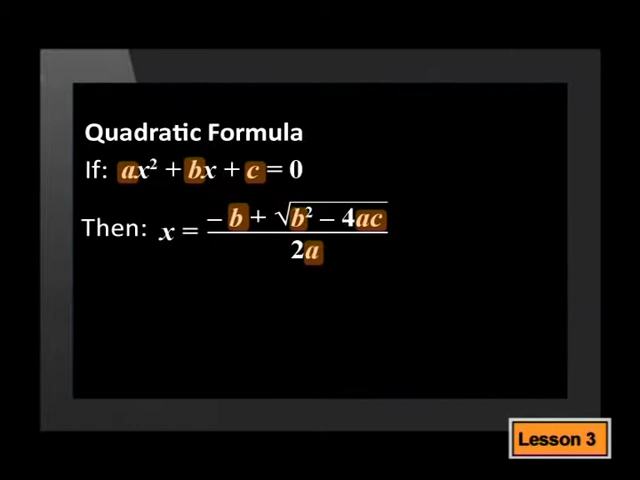 Quadratic Formula
If: ax² + bx + c = 0
Then: x = (– b + √(b² – 4ac)) / 2a
Lesson 3